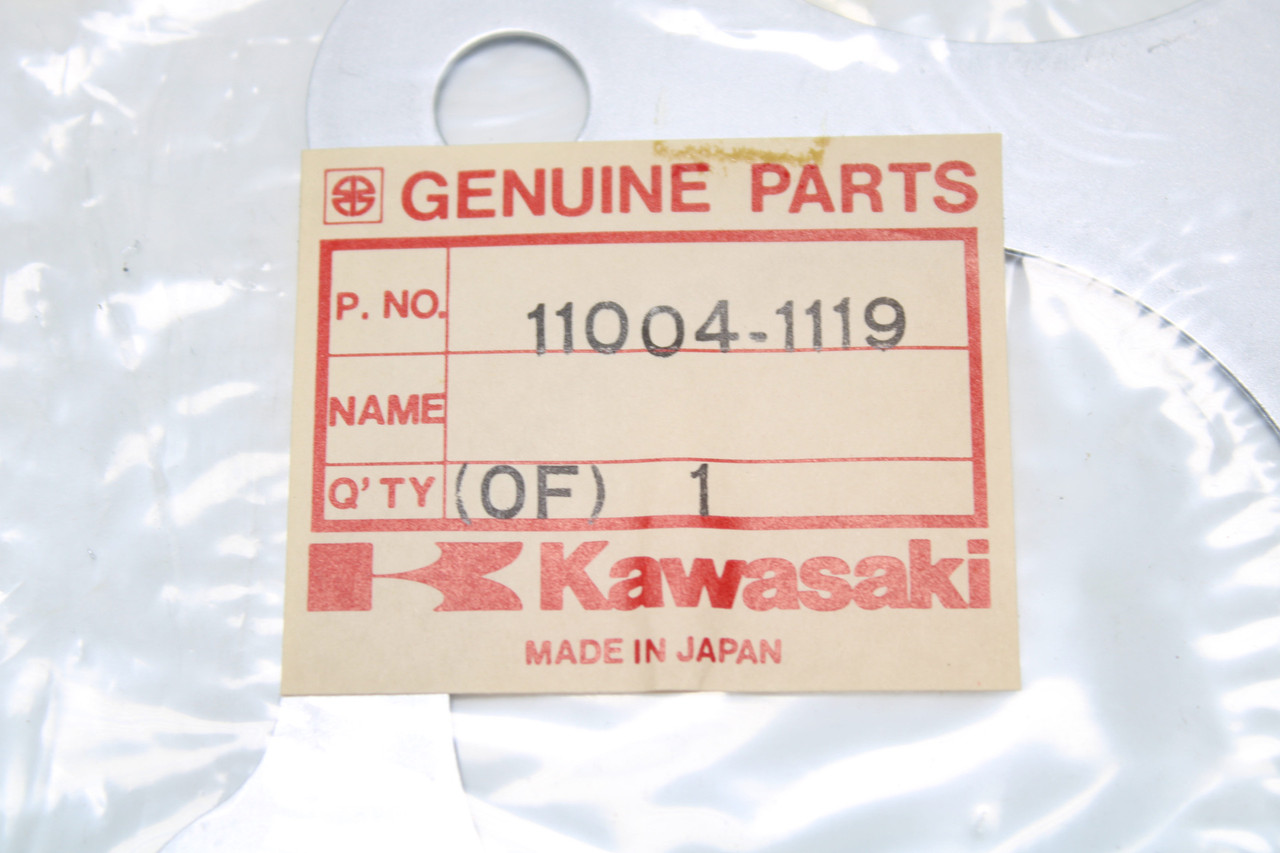 GENUINE PARTS
P. NO. 11004-1119
NAME
Q'TY (OF) 1
Kawasaki
MADE IN JAPAN